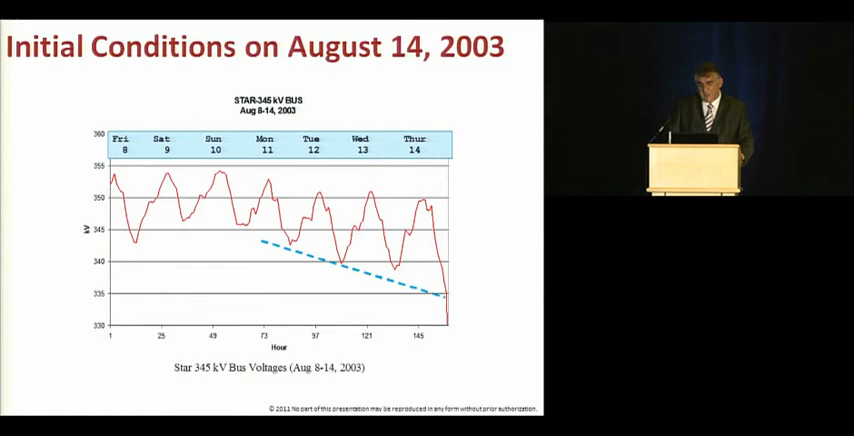 Initial Conditions on August 14, 2003
STAR-345 kV BUS
Aug 8-14, 2003
360
Fri Sat Sun Mon Tue Wed Thur
8 9 10 11 12 13 14
355
350
345
340
335
330
kV
1 25 49 73 97 121 145
Hour
Star 345 kV Bus Voltages (Aug 8-14, 2003)
© 2011 No part of this presentation may be reproduced in any form without prior authorization.